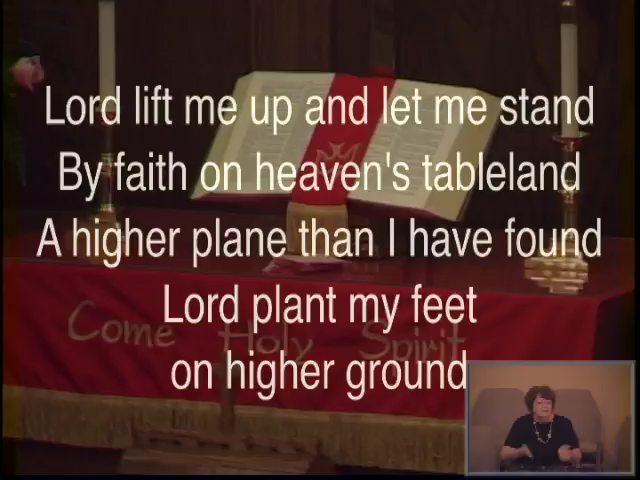 Lord lift me up and let me stand
By faith on heaven's tableland
A higher plane than I have found
Lord plant my feet
on higher ground
Come Holy Spirit